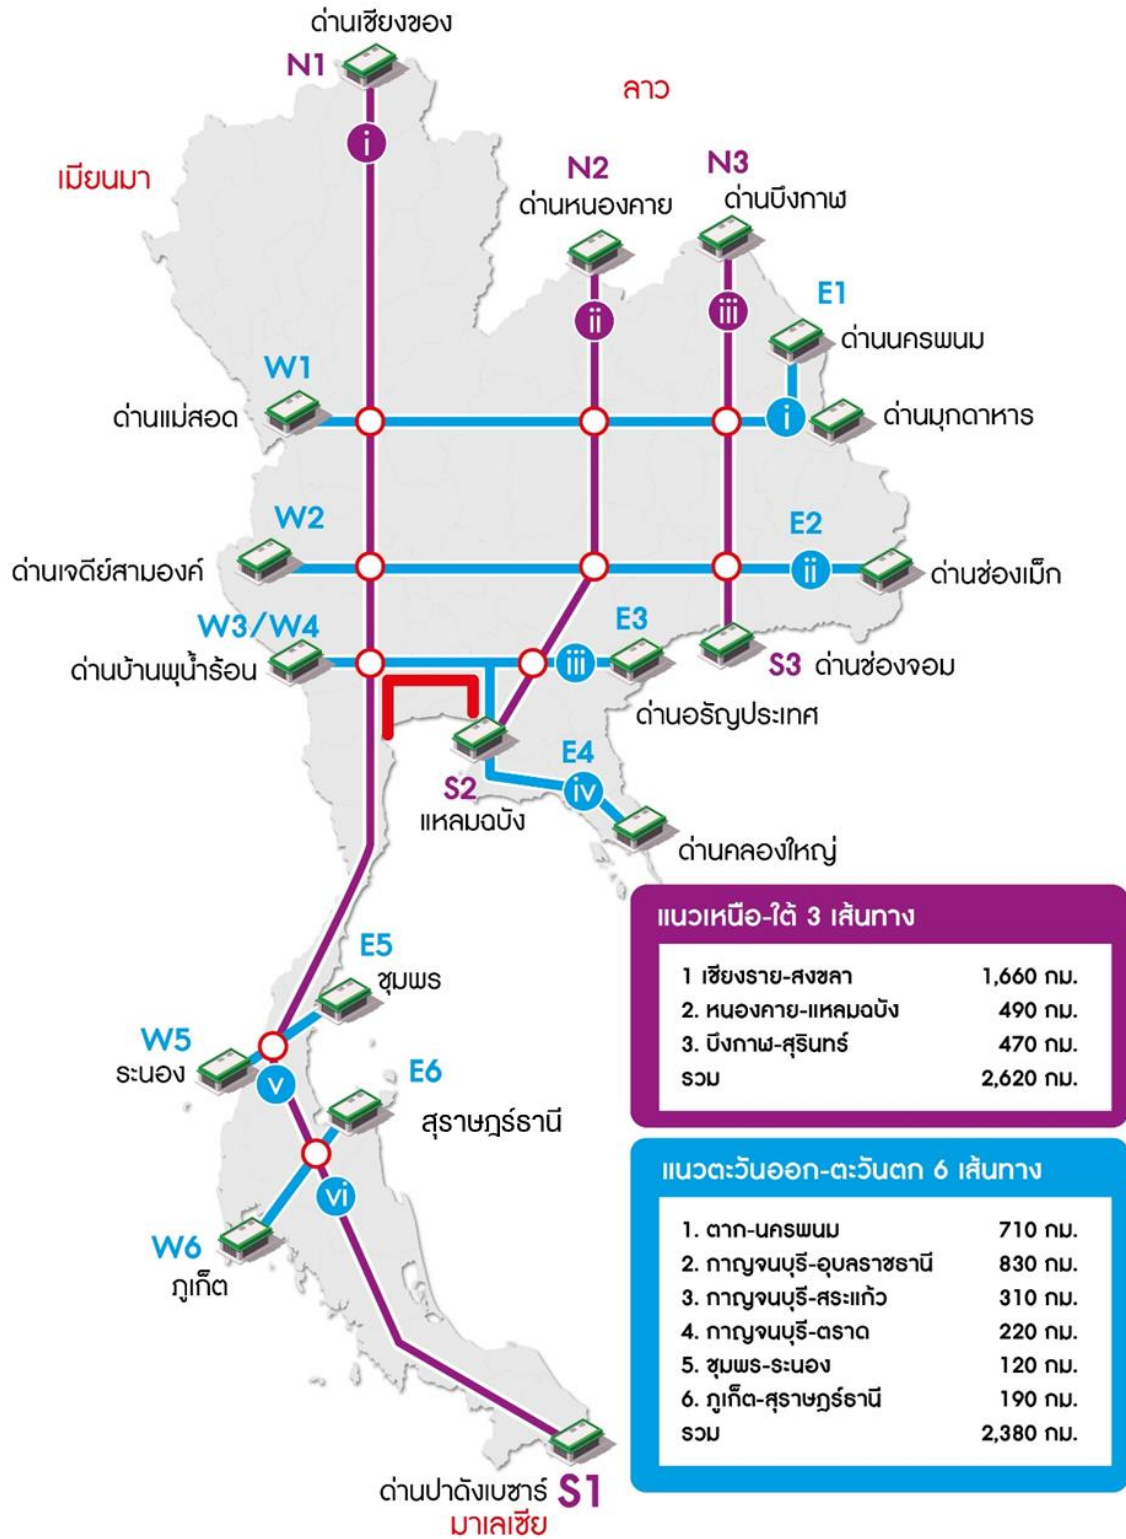 ด่านเชียงของ
N1
i
ลาว
เมียนมา
N2
ด่านหนองคาย
N3
ด่านบึงกาฬ
ii
iii
E1
ด่านนครพนม
W1
ด่านแม่สอด
i
ด่านมุกดาหาร
W2
ด่านเจดีย์สามองค์
E2
ii
ด่านช่องเม็ก
W3/W4
ด่านบ้านพุน้ำร้อน
E3
iii
S3 ด่านช่องจอม
ด่านอรัญประเทศ
E4
iv
S2
แหลมฉบัง
ด่านคลองใหญ่
แนวเหนือ-ใต้ 3 เส้นทาง
1 เชียงราย-สงขลา 1,660 กม.
2. หนองคาย-แหลมฉบัง 490 กม.
3. บึงกาฬ-สุรินทร์ 470 กม.
รวม 2,620 กม.
E5
ชุมพร
W5
ระนอง
v
E6
สุราษฎร์ธานี
vi
W6
ภูเก็ต
แนวตะวันออก-ตะวันตก 6 เส้นทาง
1. ตาก-นครพนม 710 กม.
2. กาญจนบุรี-อุบลราชธานี 830 กม.
3. กาญจนบุรี-สระแก้ว 310 กม.
4. กาญจนบุรี-ตราด 220 กม.
5. ชุมพร-ระนอง 120 กม.
6. ภูเก็ต-สุราษฎร์ธานี 190 กม.
รวม 2,380 กม.
ด่านปาดังเบซาร์ S1
มาเลเซีย